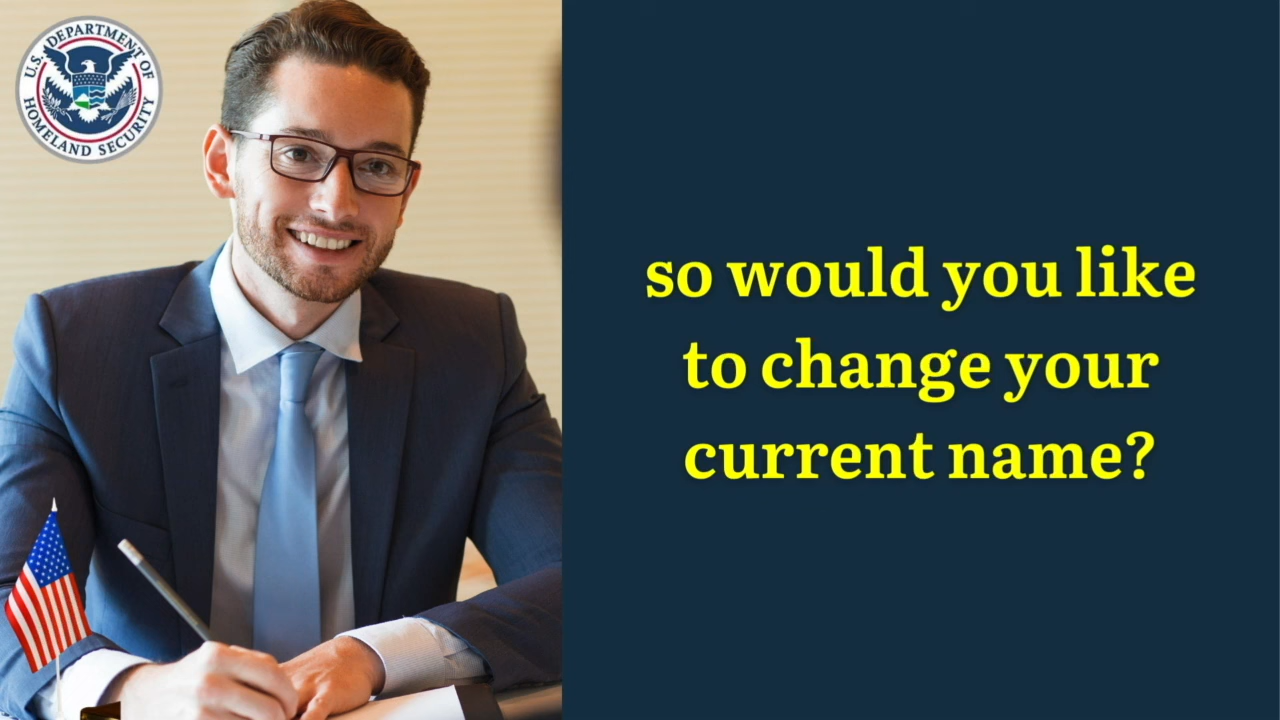 U.S. DEPARTMENT OF
HOMELAND SECURITY
so would you like
to change your
current name?